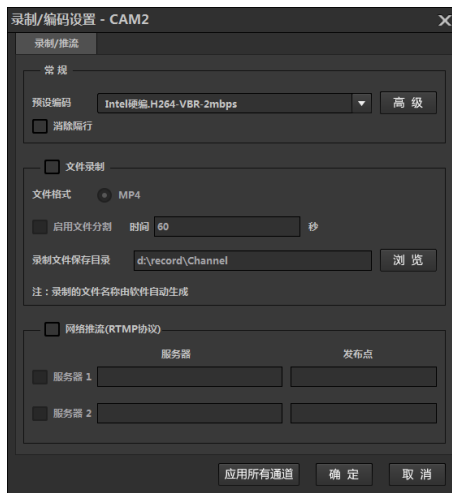 录制/编码设置 - CAM2
录制/推流
常 规
预设编码 Intel硬编.H264-VBR-2mbps 高 级
消除隔行
文件录制
文件格式 MP4
启用文件分割 时间 60 秒
录制文件保存目录 d:\record\Channel 浏 览
注：录制的文件名称由软件自动生成
网络推流(RTMP协议)
服务器 发布点
服务器 1
服务器 2
应用所有通道 确 定 取 消